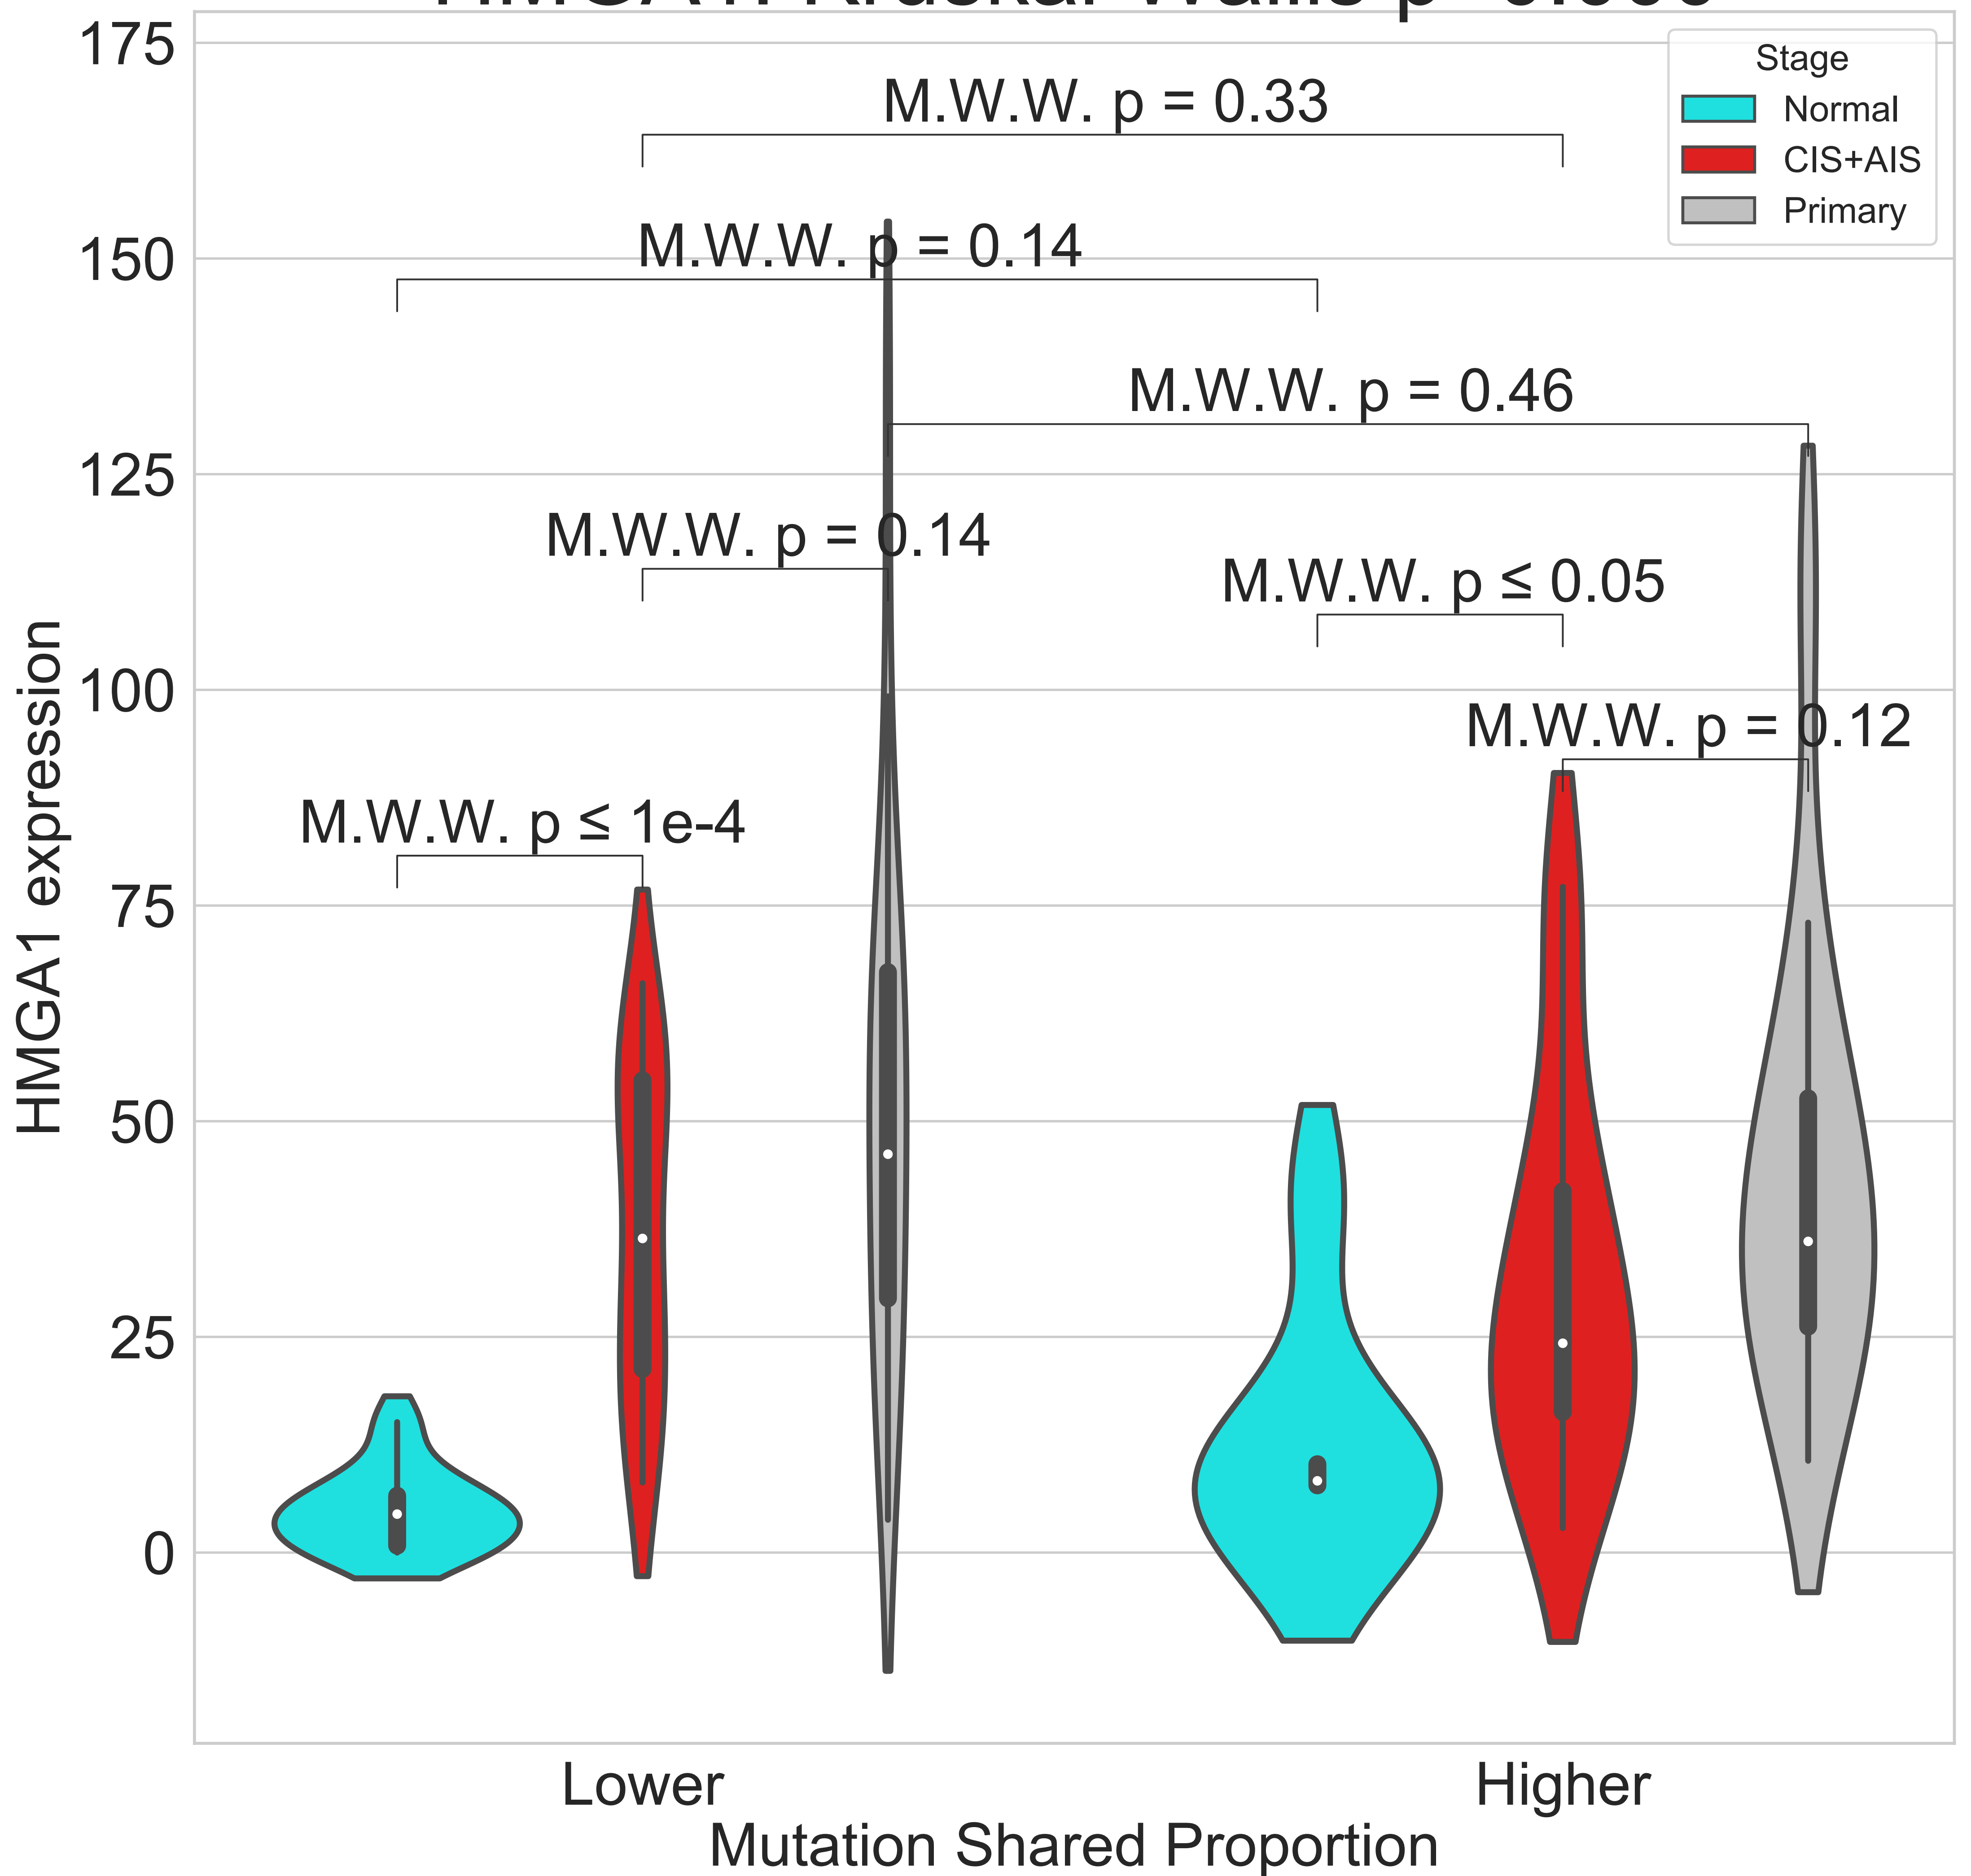 175
Stage
Normal
CIS+AIS
Primary
M.W.W. p = 0.33
150
M.W.W. p = 0.14
M.W.W. p = 0.46
125
M.W.W. p = 0.14
M.W.W. p ≤ 0.05
100
M.W.W. p = 0.12
M.W.W. p ≤ 1e-4
75
HMGA1 expression
50
25
0
Lower
Higher
Mutation Shared Proportion